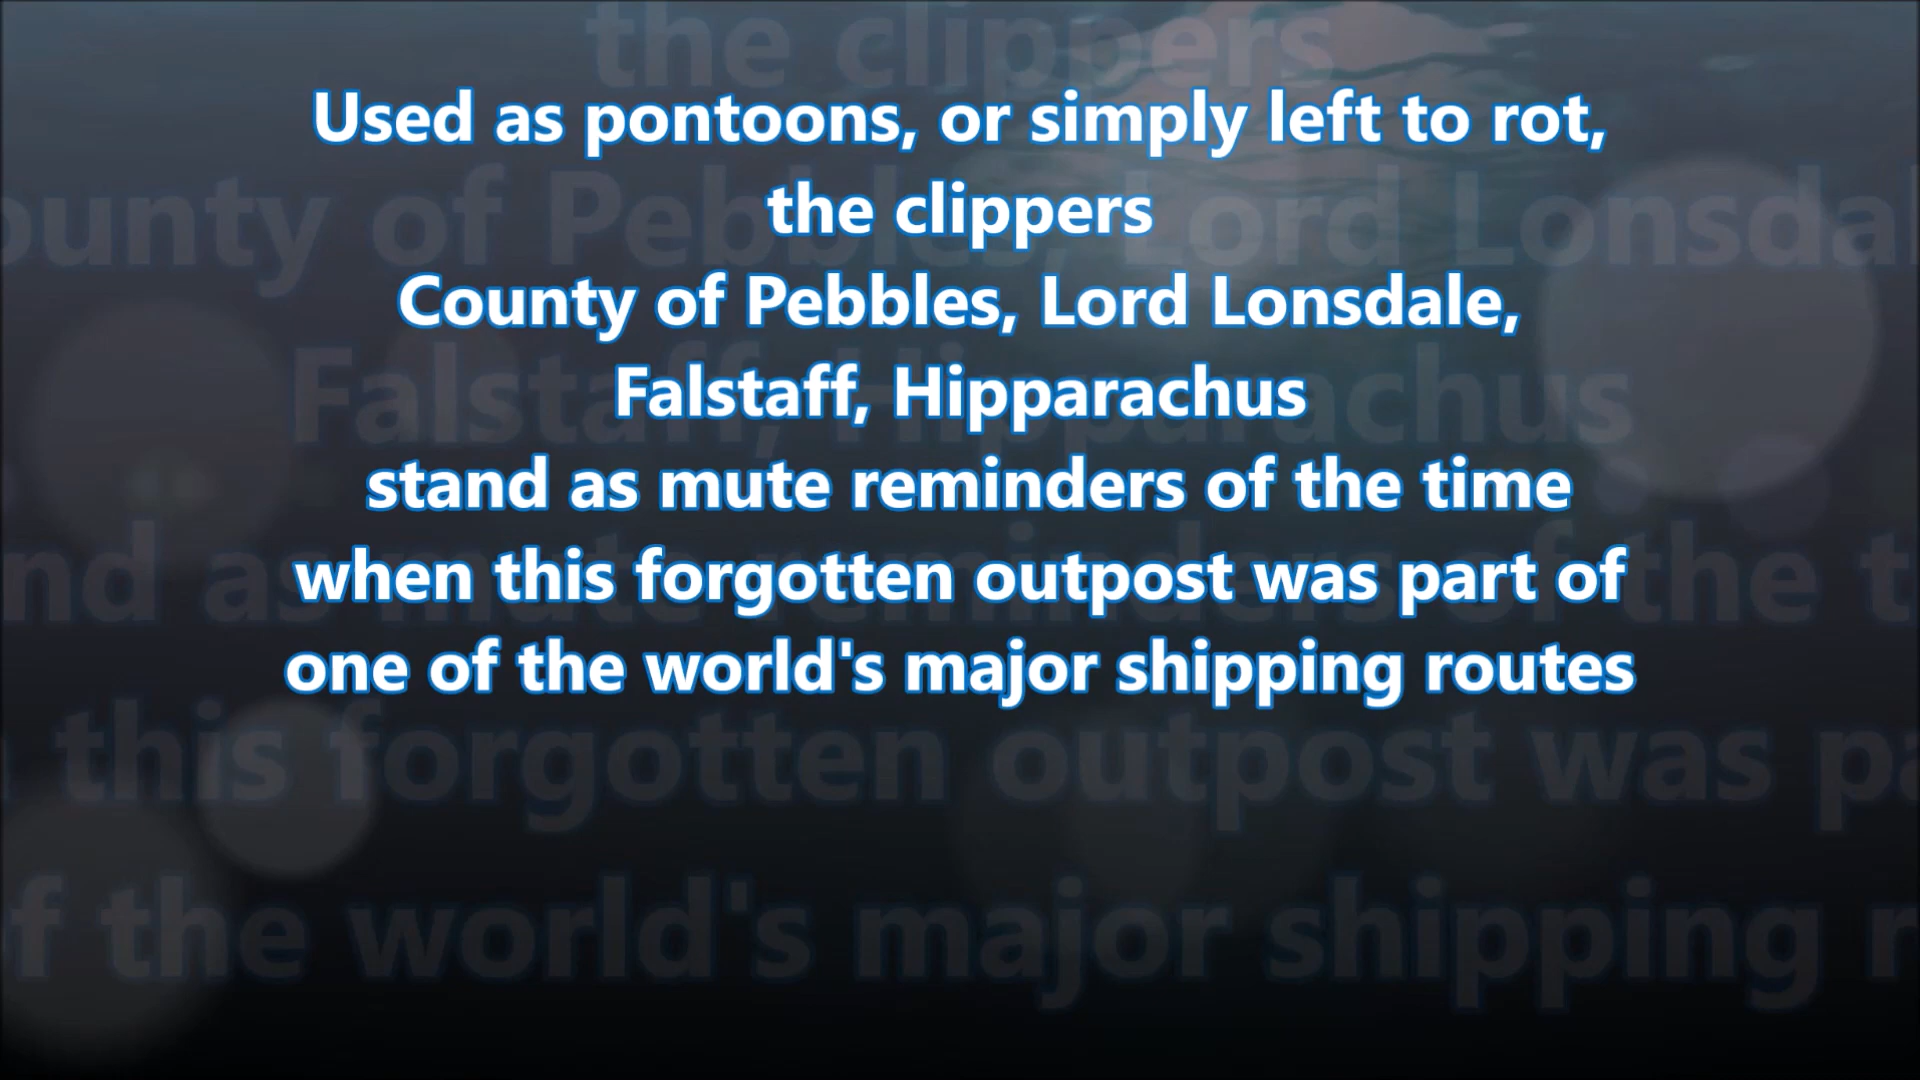 Used as pontoons, or simply left to rot,
the clippers
County of Pebbles, Lord Lonsdale,
Falstaff, Hipparachus
stand as mute reminders of the time
when this forgotten outpost was part of
one of the world's major shipping routes